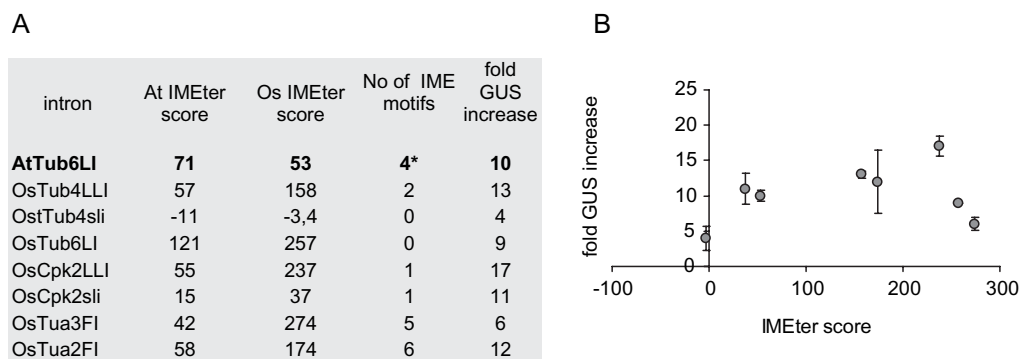 A
intron At IMEter score Os IMEter score No of IME motifs fold GUS increase
AtTub6LI 71 53 4* 10
OsTub4LLI 57 158 2 13
OstTub4sli -11 -3,4 0 4
OsTub6LI 121 257 0 9
OsCpk2LLI 55 237 1 17
OsCpk2sli 15 37 1 11
OsTua3FI 42 274 5 6
OsTua2FI 58 174 6 12
B
fold GUS increase
25
20
15
10
5
0
-100 0 100 200 300
IMEter score